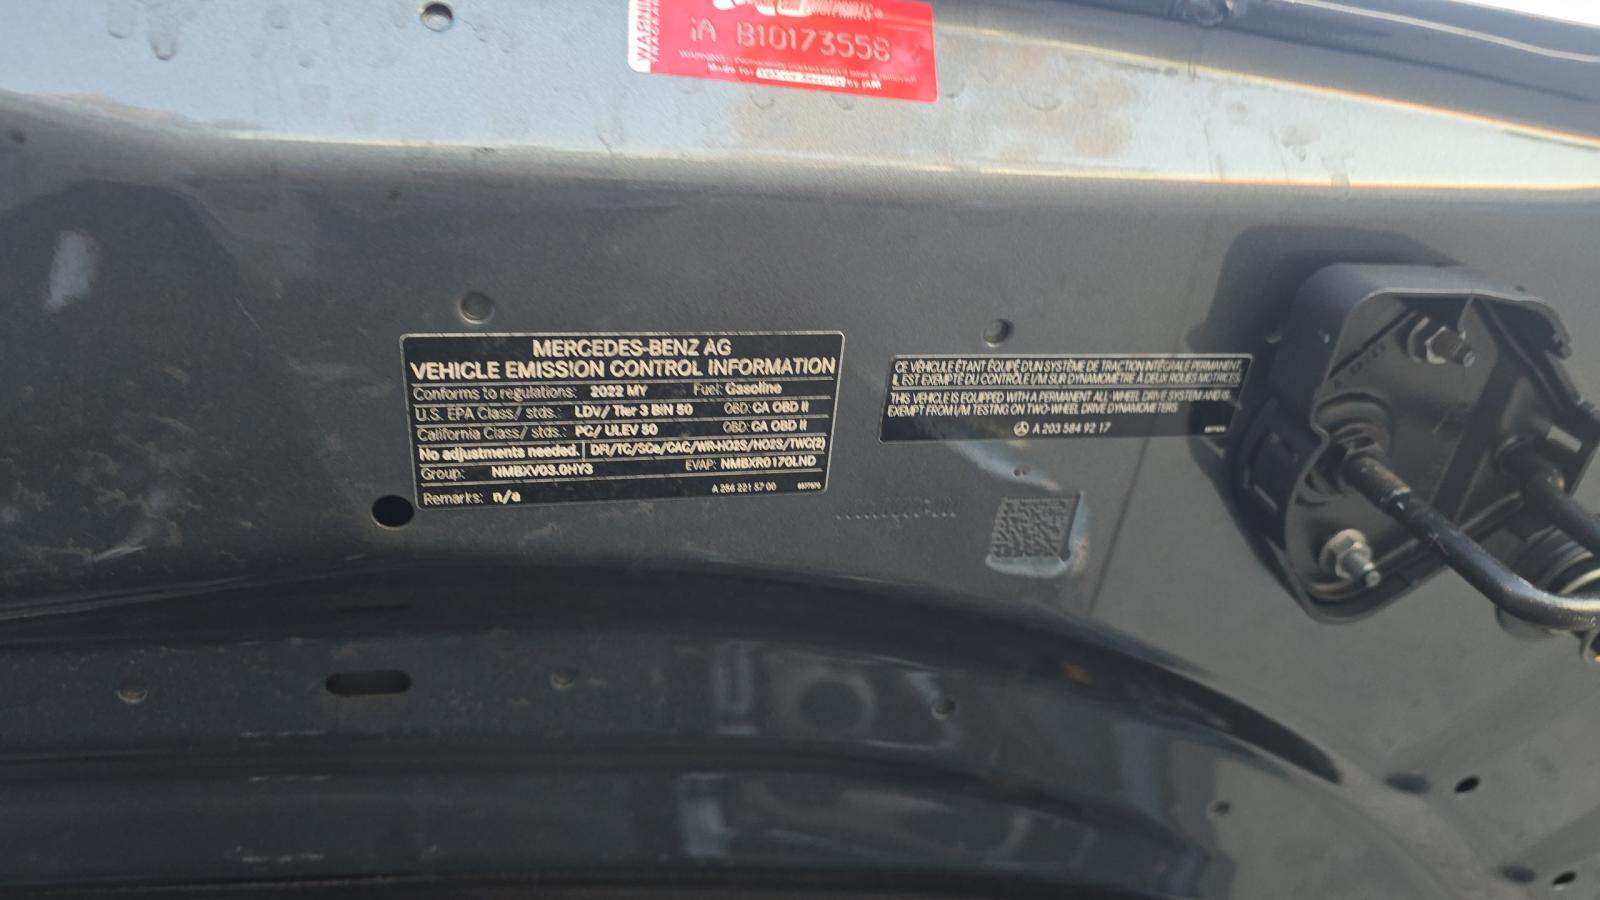 WARNING
iA B10173558
MERCEDES-BENZ AG
VEHICLE EMISSION CONTROL INFORMATION
Conforms to regulations: 2022 MY Fuel: Gasoline
U.S. EPA Class/ stds.: LDV/ Tier 3 BIN 50 OBD: CA OBD II
California Class/ stds.: PC/ ULEV 50 OBD: CA OBD II
No adjustments needed. DFI/TC/SCs/CAC/WR-HO2S/HO2S/TWC(2)
Group: NMBXV03.0HY3 EVAP: NMBXR0170LND
Remarks: n/a A 256 221 57 00
CE VÉHICULE ÉTANT ÉQUIPÉ D'UN SYSTÈME DE TRACTION INTÉGRALE PERMANENT,
IL EST EXEMPTÉ DU CONTRÔLE I/M SUR DYNAMOMÈTRE À DEUX ROUES MOTRICES.
THIS VEHICLE IS EQUIPPED WITH A PERMANENT ALL-WHEEL DRIVE SYSTEM AND IS
EXEMPT FROM I/M TESTING ON TWO-WHEEL DRIVE DYNAMOMETERS
A 203 584 92 17